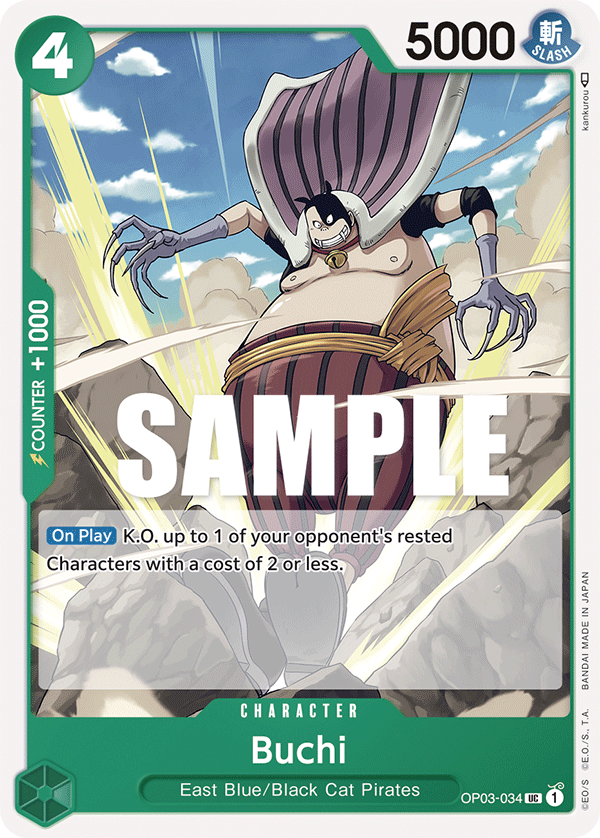 4
5000
斬
SLASH
kankurou
COUNTER +1000
SAMPLE
On Play K.O. up to 1 of your opponent's rested
Characters with a cost of 2 or less.
CHARACTER
Buchi
East Blue/Black Cat Pirates
OP03-034 UC 1
©EO/S ©E.O./S., T.A. BANDAI MADE IN JAPAN